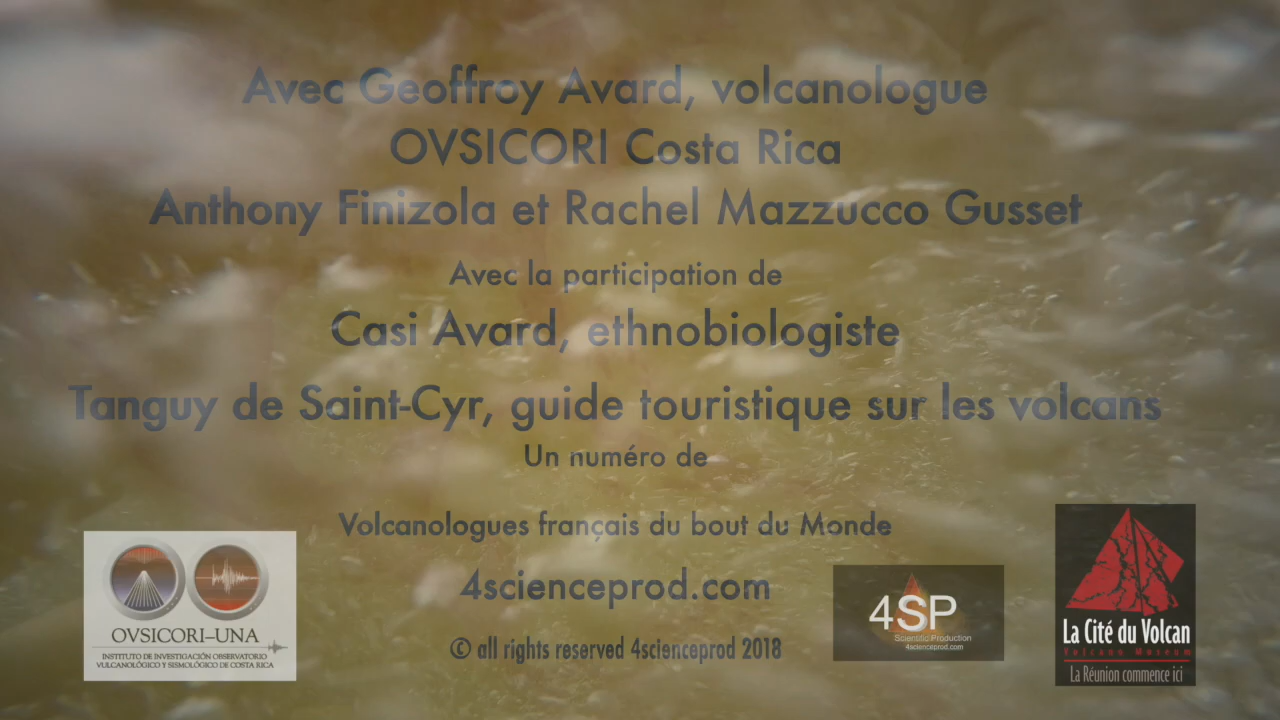 Avec Geoffroy Avard, volcanologue
OVSICORI Costa Rica
Anthony Finizola et Rachel Mazzucco Gusset
Avec la participation de
Casi Avard, ethnobiologiste
Tanguy de Saint-Cyr, guide touristique sur les volcans
Un numéro de
Volcanologues français du bout du Monde
4scienceprod.com
© all rights reserved 4scienceprod 2018
OVSICORI–UNA
INSTITUTO DE INVESTIGACIÓN OBSERVATORIO
VULCANOLÓGICO Y SISMOLÓGICO DE COSTA RICA
4SP
Scientific Production
4scienceprod.com
La Cité du Volcan
Volcano Museum
La Réunion commence ici